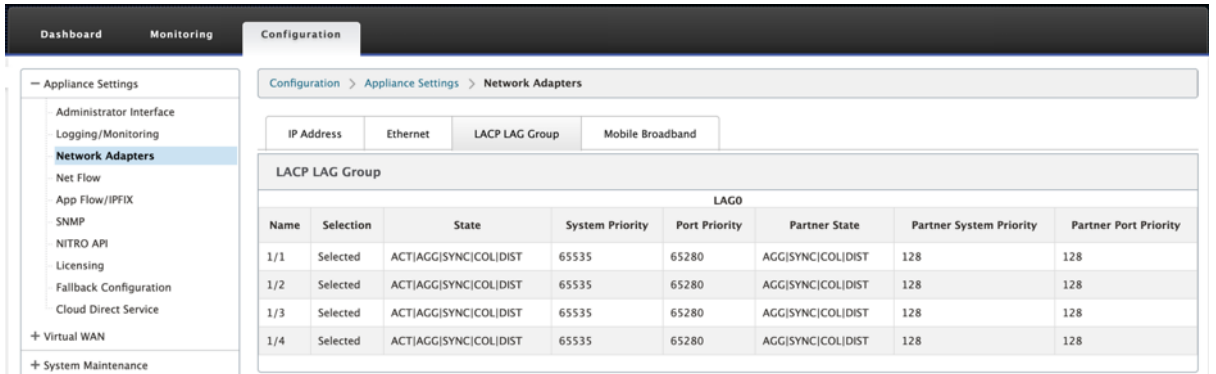 Dashboard Monitoring Configuration
− Appliance Settings
Administrator Interface
Logging/Monitoring
Network Adapters
Net Flow
App Flow/IPFIX
SNMP
NITRO API
Licensing
Fallback Configuration
Cloud Direct Service
+ Virtual WAN
+ System Maintenance
Configuration > Appliance Settings > Network Adapters
IP Address Ethernet LACP LAG Group Mobile Broadband
LACP LAG Group
LAG0
Name Selection State System Priority Port Priority Partner State Partner System Priority Partner Port Priority
1/1 Selected ACT|AGG|SYNC|COL|DIST 65535 65280 AGG|SYNC|COL|DIST 128 128
1/2 Selected ACT|AGG|SYNC|COL|DIST 65535 65280 AGG|SYNC|COL|DIST 128 128
1/3 Selected ACT|AGG|SYNC|COL|DIST 65535 65280 AGG|SYNC|COL|DIST 128 128
1/4 Selected ACT|AGG|SYNC|COL|DIST 65535 65280 AGG|SYNC|COL|DIST 128 128